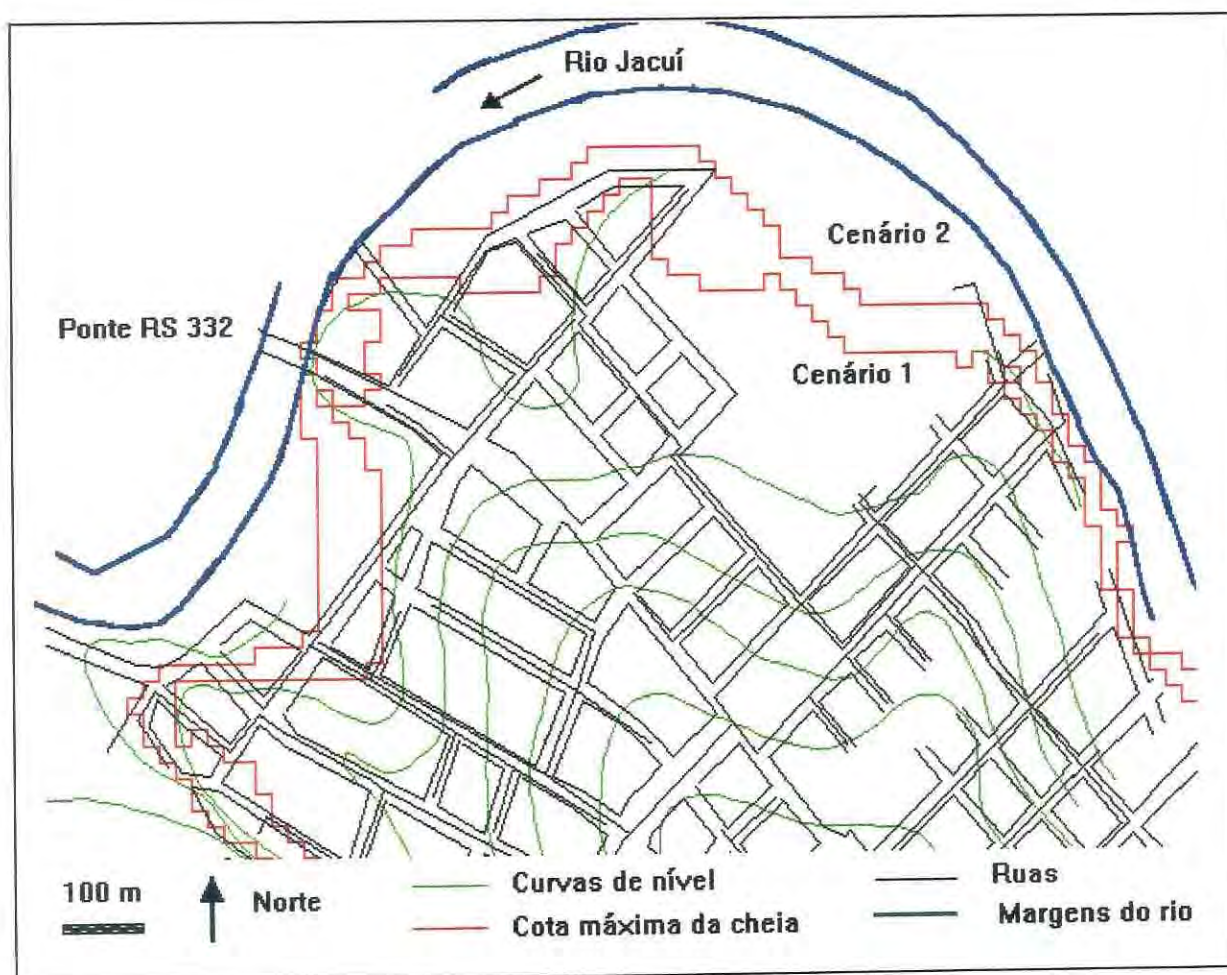 Rio Jacuí
Cenário 2
Ponte RS 332
Cenário 1
100 m
Norte
Curvas de nível
Cota máxima da cheia
Ruas
Margens do rio